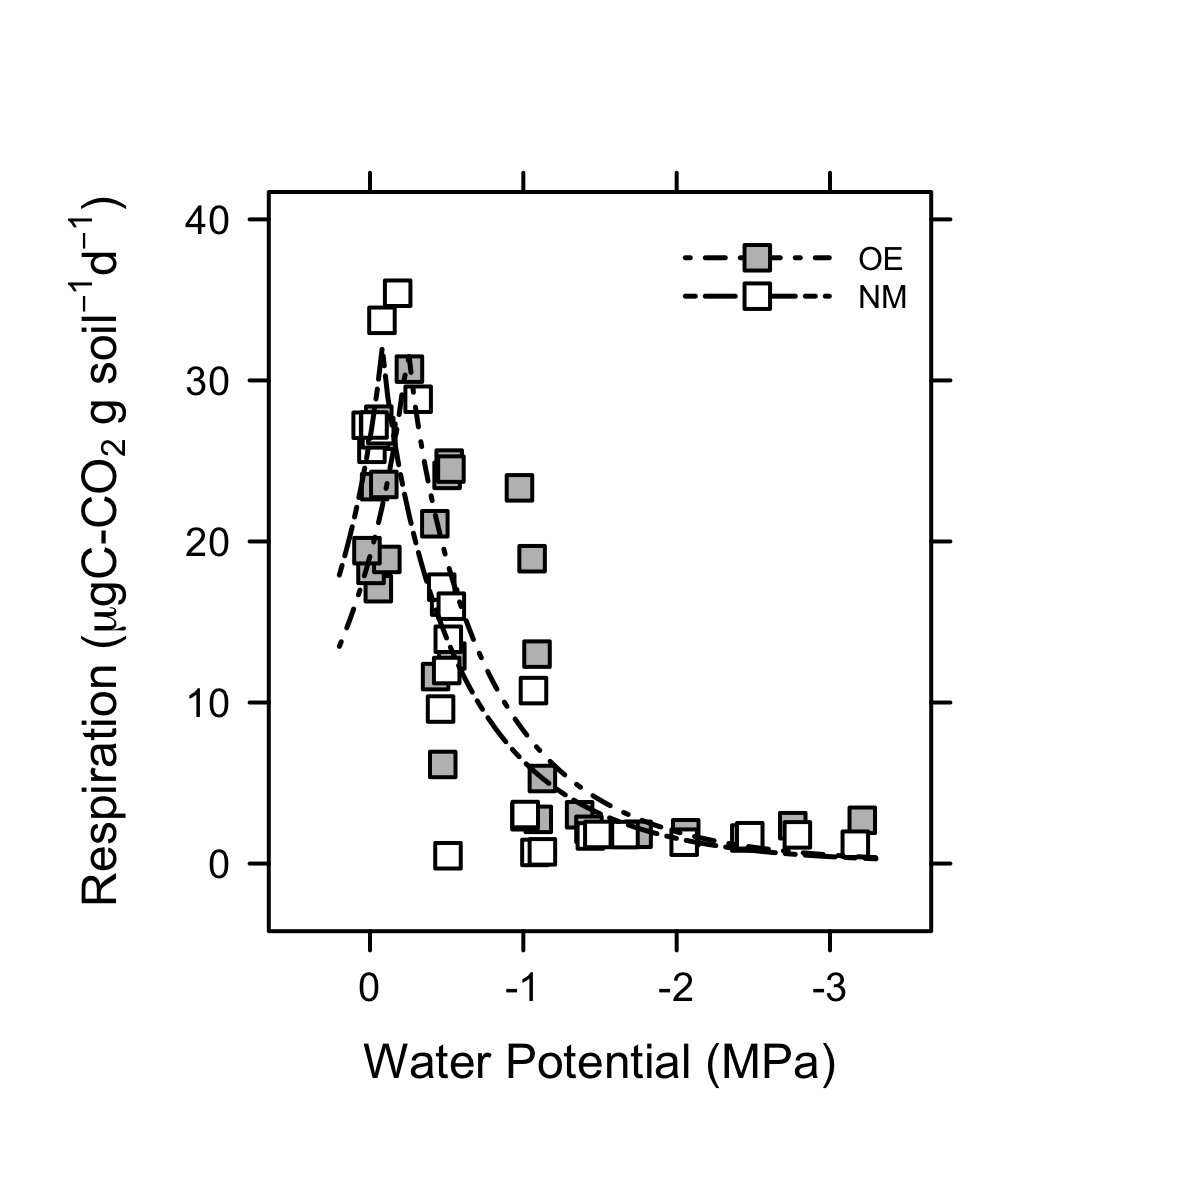 Respiration (µgC-CO₂ g soil⁻¹d⁻¹)
40
30
20
10
0
OE
NM
0 -1 -2 -3
Water Potential (MPa)